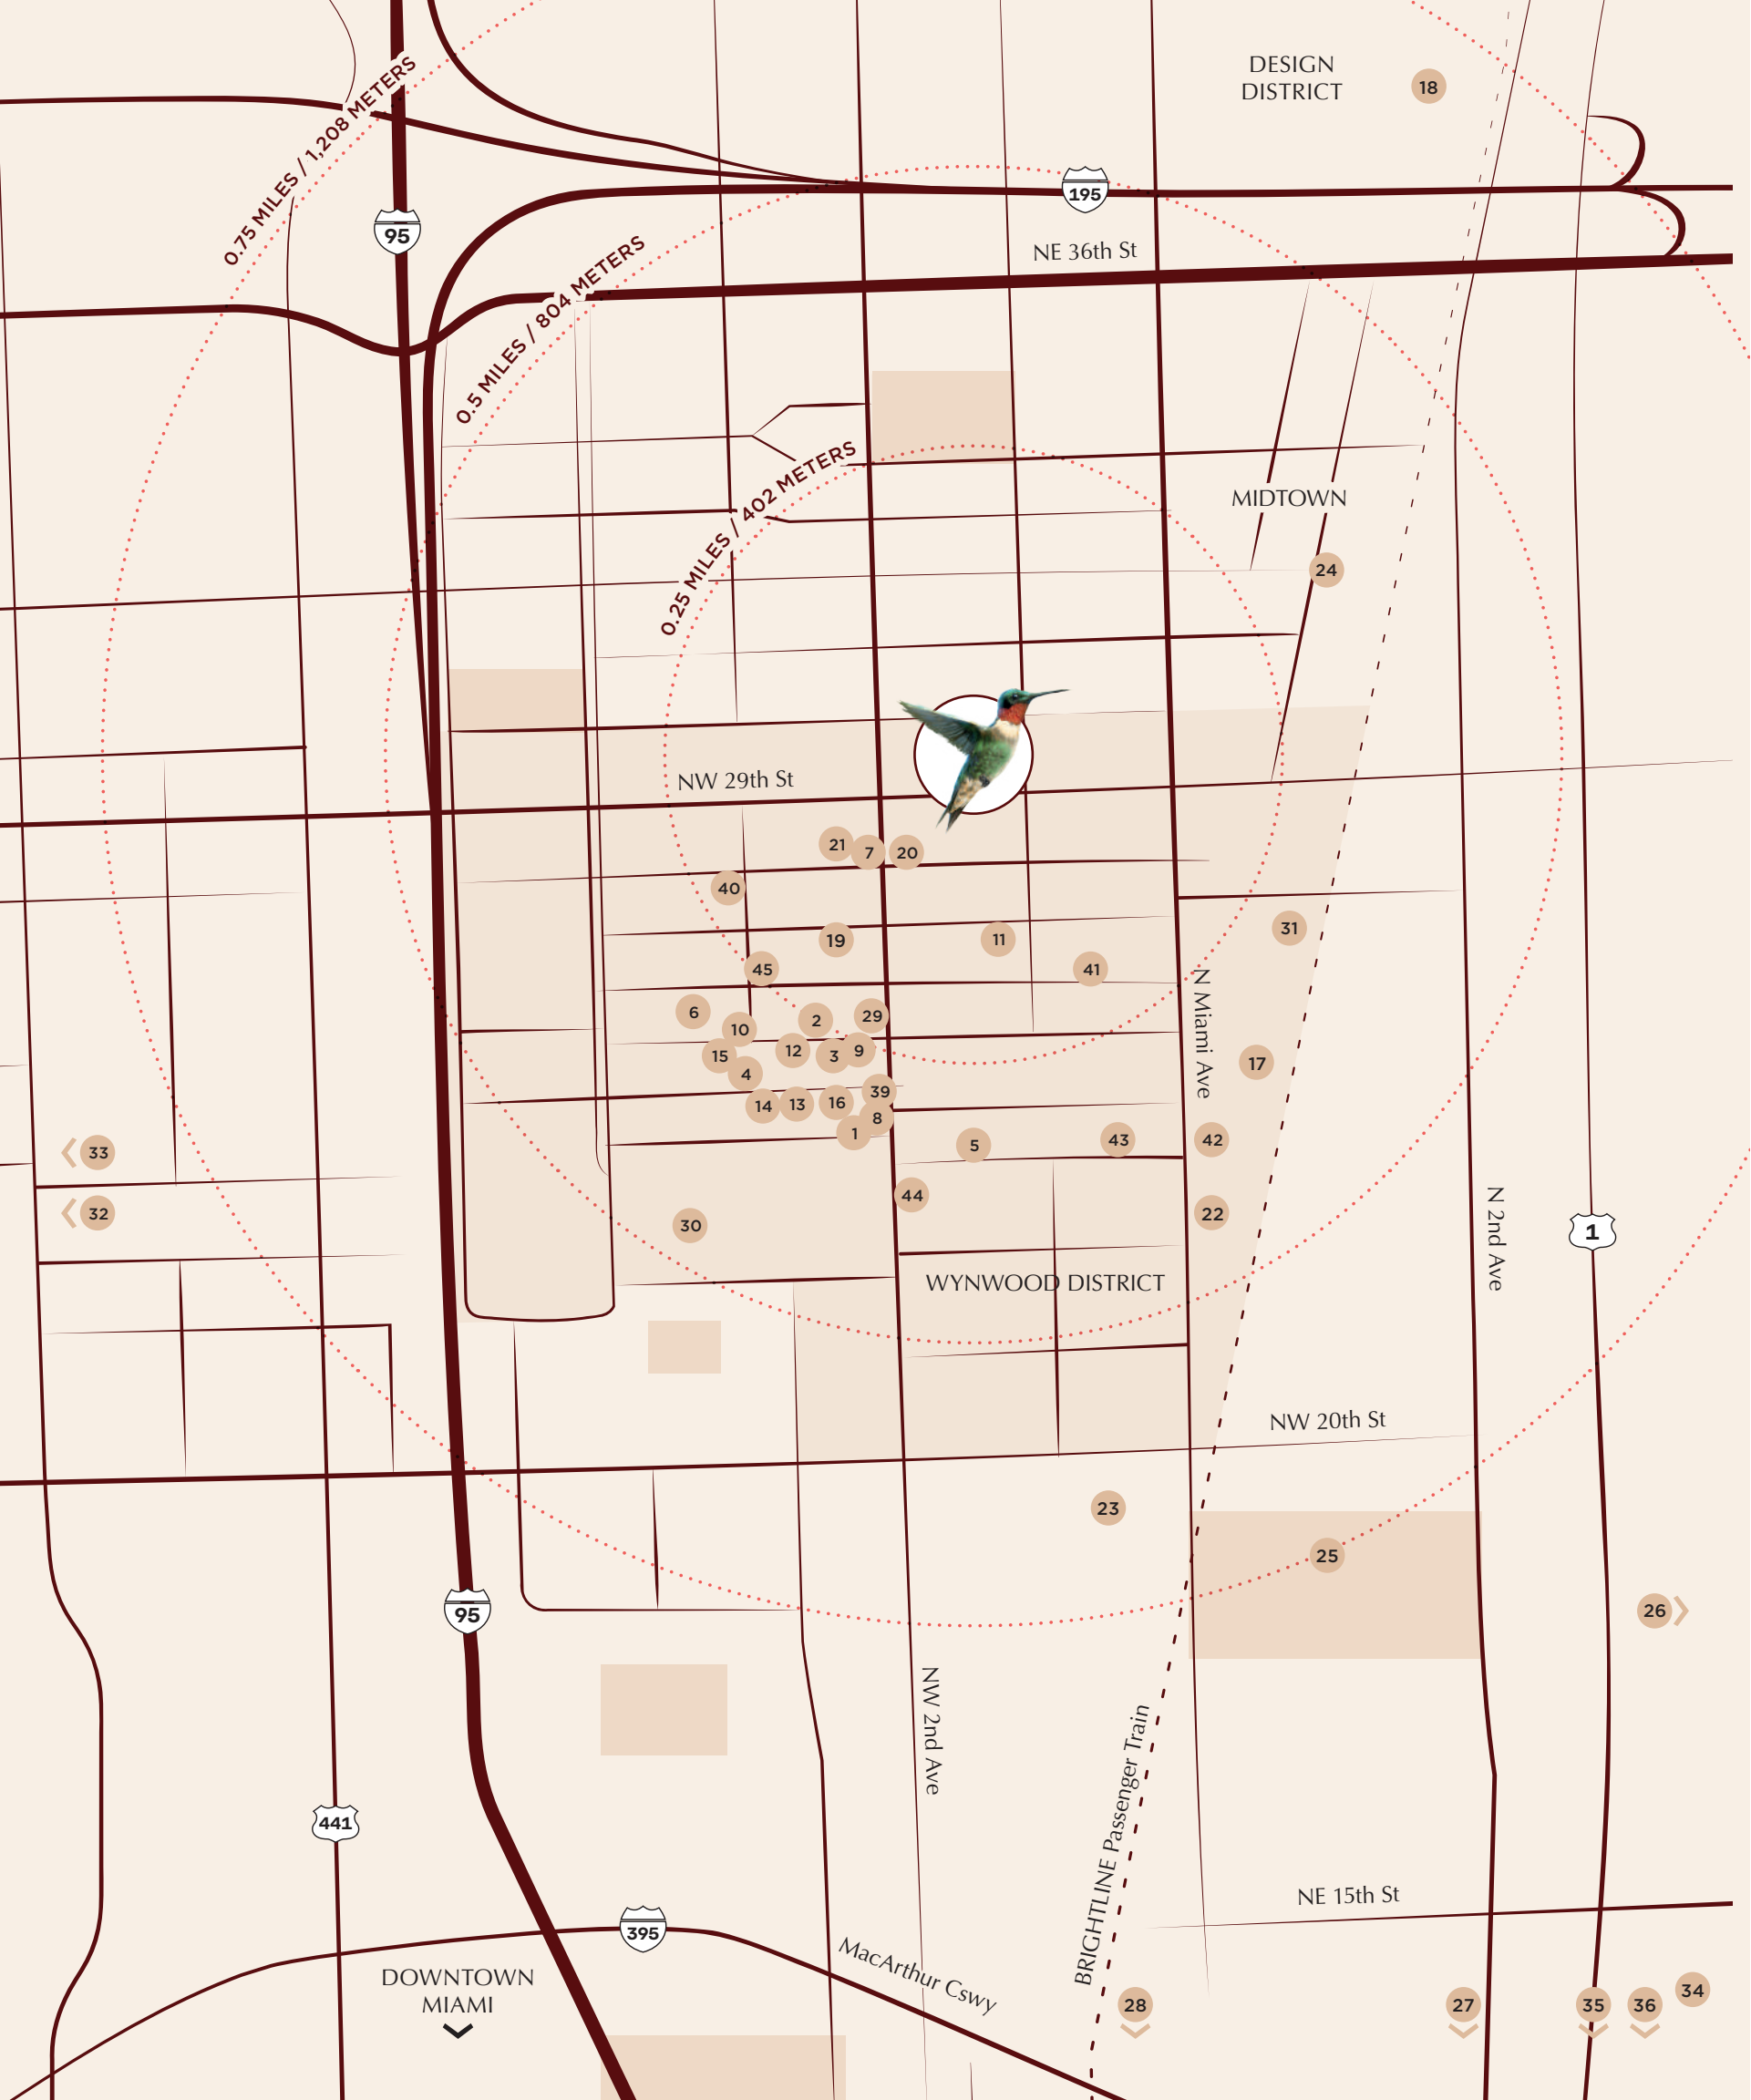 DESIGN
DISTRICT
18
0.75 MILES / 1,208 METERS
195
95
NE 36th St
0.5 MILES / 804 METERS
0.25 MILES / 402 METERS
MIDTOWN
24
NW 29th St
21
7
20
40
31
19
11
45
41
N Miami Ave
6
2
29
10
12
3
9
15
4
17
39
14
13
16
8
1
5
43
42
33
32
44
22
30
N 2nd Ave
1
WYNWOOD DISTRICT
NW 20th St
23
25
95
26
NW 2nd Ave
BRIGHTLINE Passenger Train
441
NE 15th St
395
MacArthur Cswy
DOWNTOWN
MIAMI
28
27
35
36
34